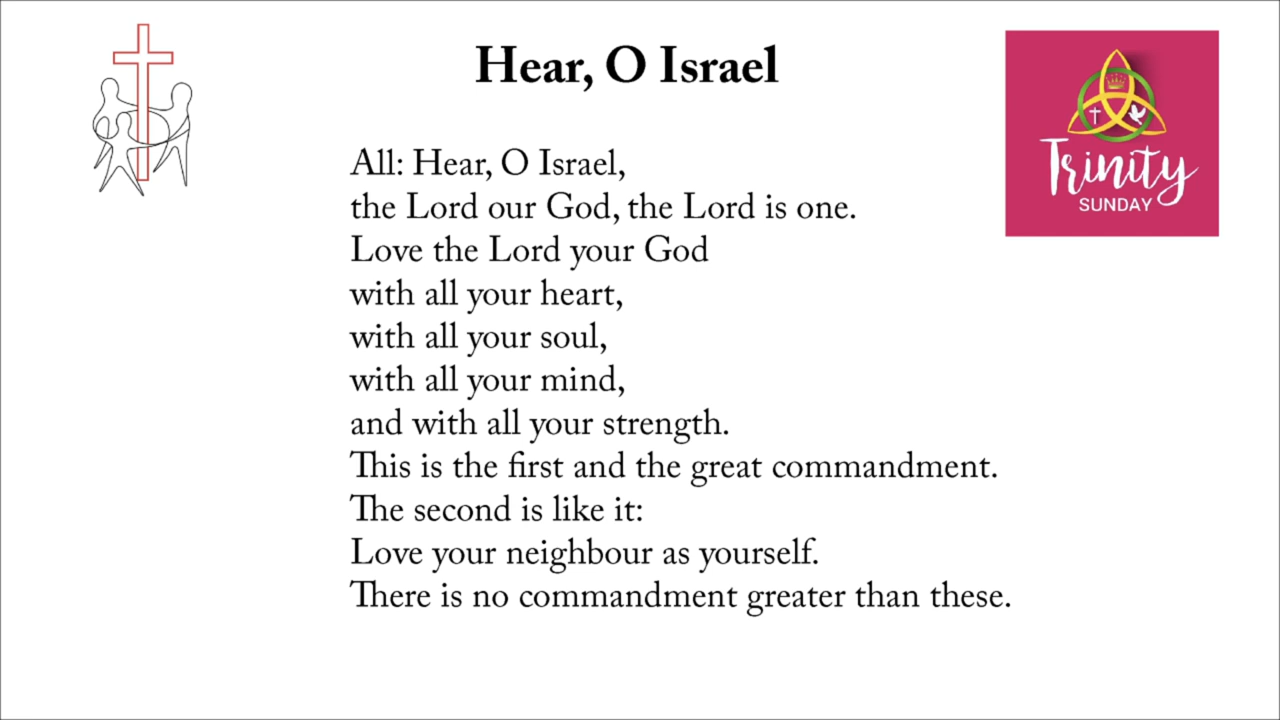 Hear, O Israel
Trinity
SUNDAY
All: Hear, O Israel,
the Lord our God, the Lord is one.
Love the Lord your God
with all your heart,
with all your soul,
with all your mind,
and with all your strength.
This is the first and the great commandment.
The second is like it:
Love your neighbour as yourself.
There is no commandment greater than these.